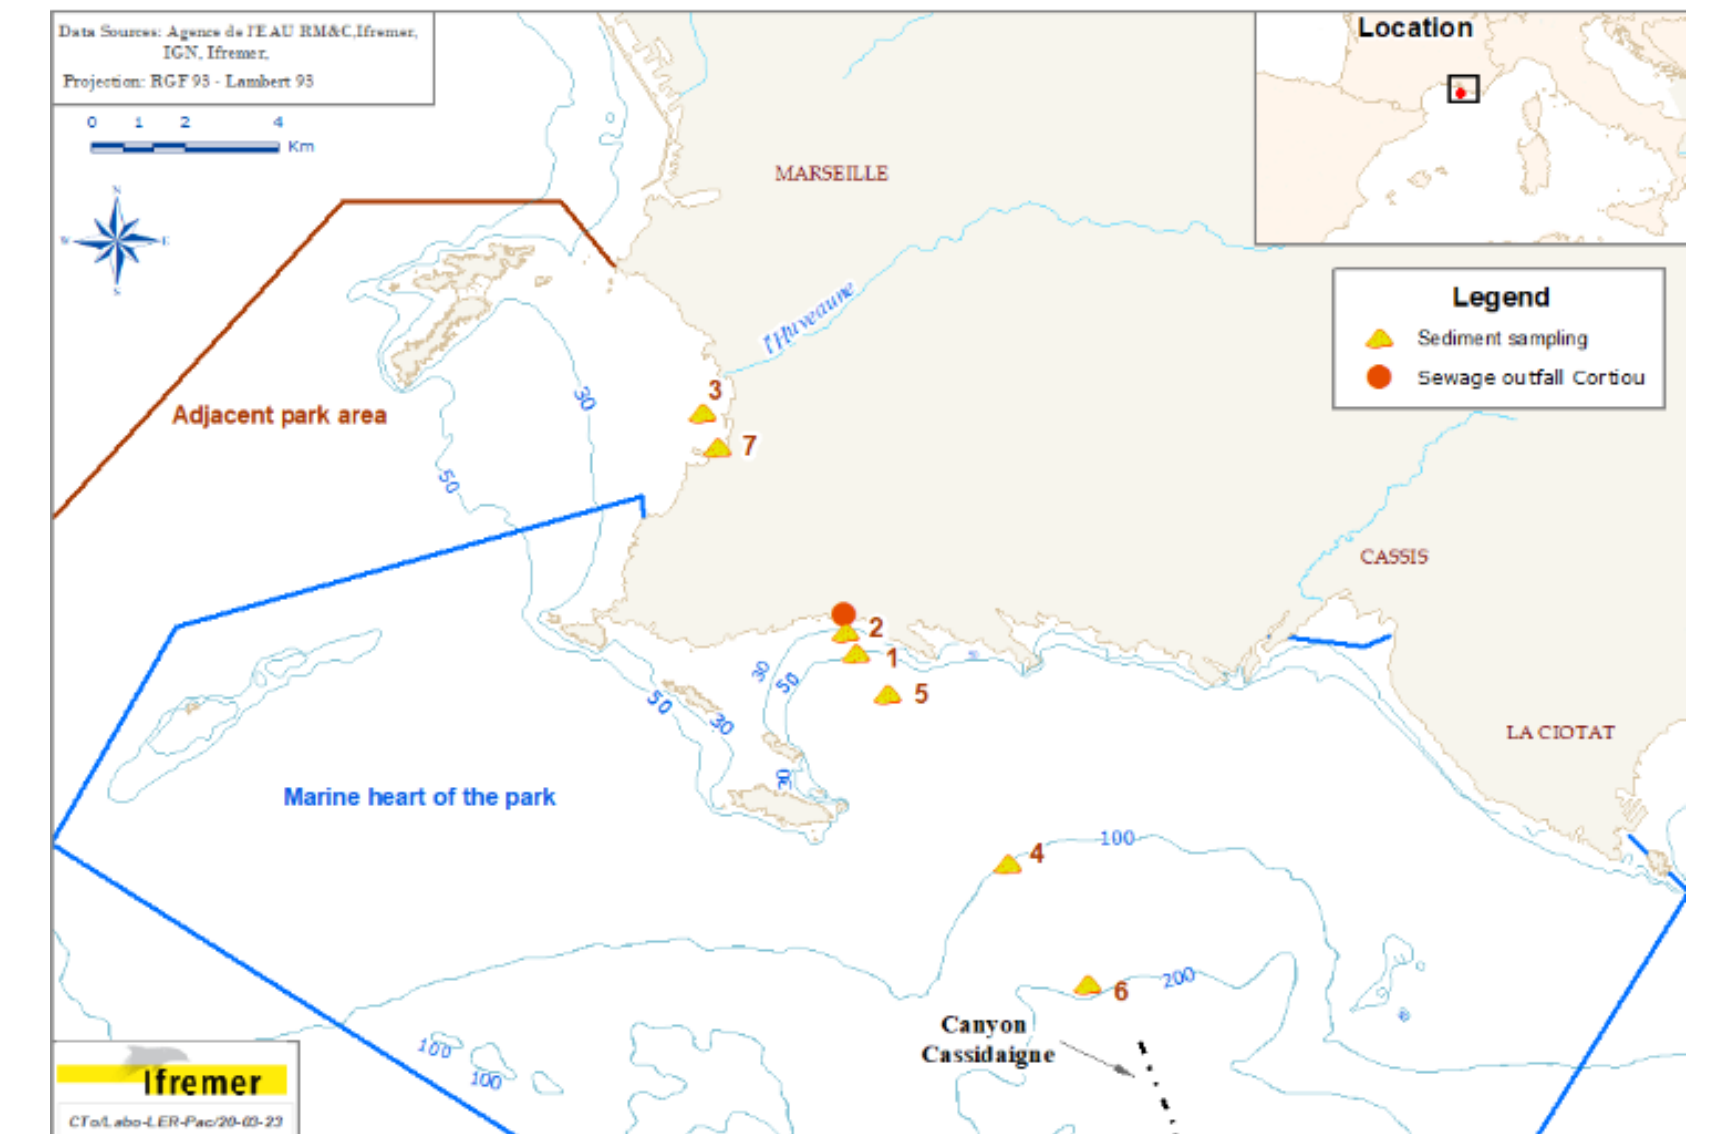 Data Sources: Agence de l'EAU RM&C,Ifremer,
IGN, Ifremer,
Projection: RGF 93 - Lambert 93
0 1 2 4
Km
N
W E
S
Location
MARSEILLE
l'Huveaune
Legend
Sediment sampling
Sewage outfall Cortiou
3
30
Adjacent park area
7
50
CASSIS
2
1
30
50
5
50
30
LA CIOTAT
30
Marine heart of the park
100
4
200
6
Canyon
Cassidaigne
100
100
Ifremer
CTo/Labo-LER-Pac/20-03-23